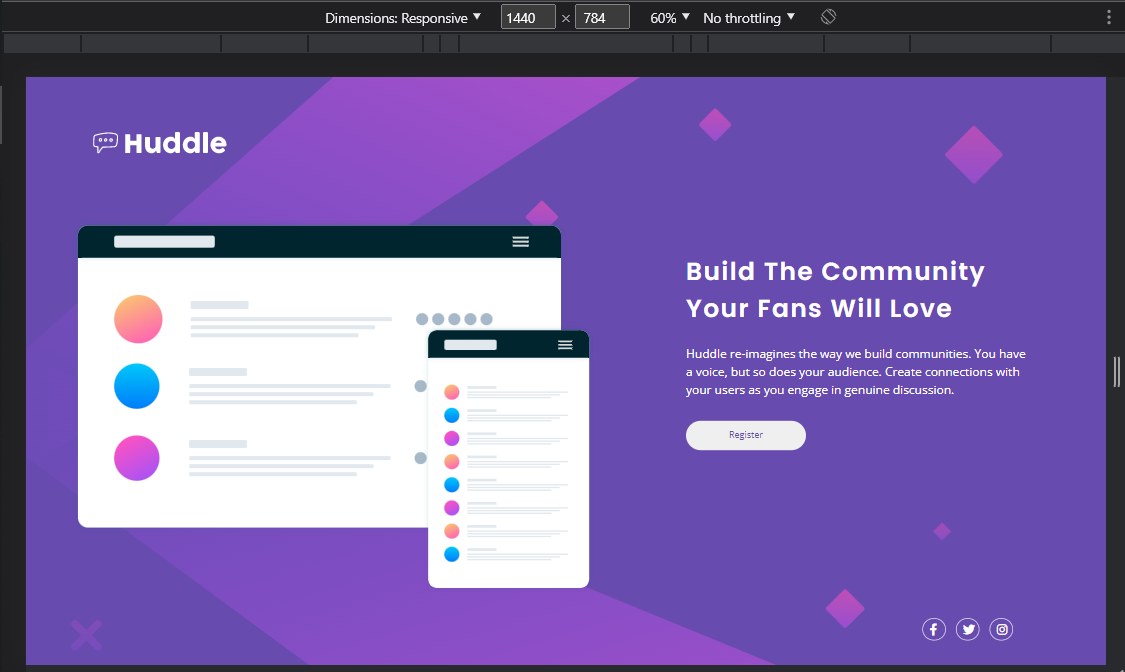 Dimensions: Responsive ▼ 1440 × 784 60% ▼ No throttling ▼
Huddle
Build The Community
Your Fans Will Love
Huddle re-imagines the way we build communities. You have
a voice, but so does your audience. Create connections with
your users as you engage in genuine discussion.
Register